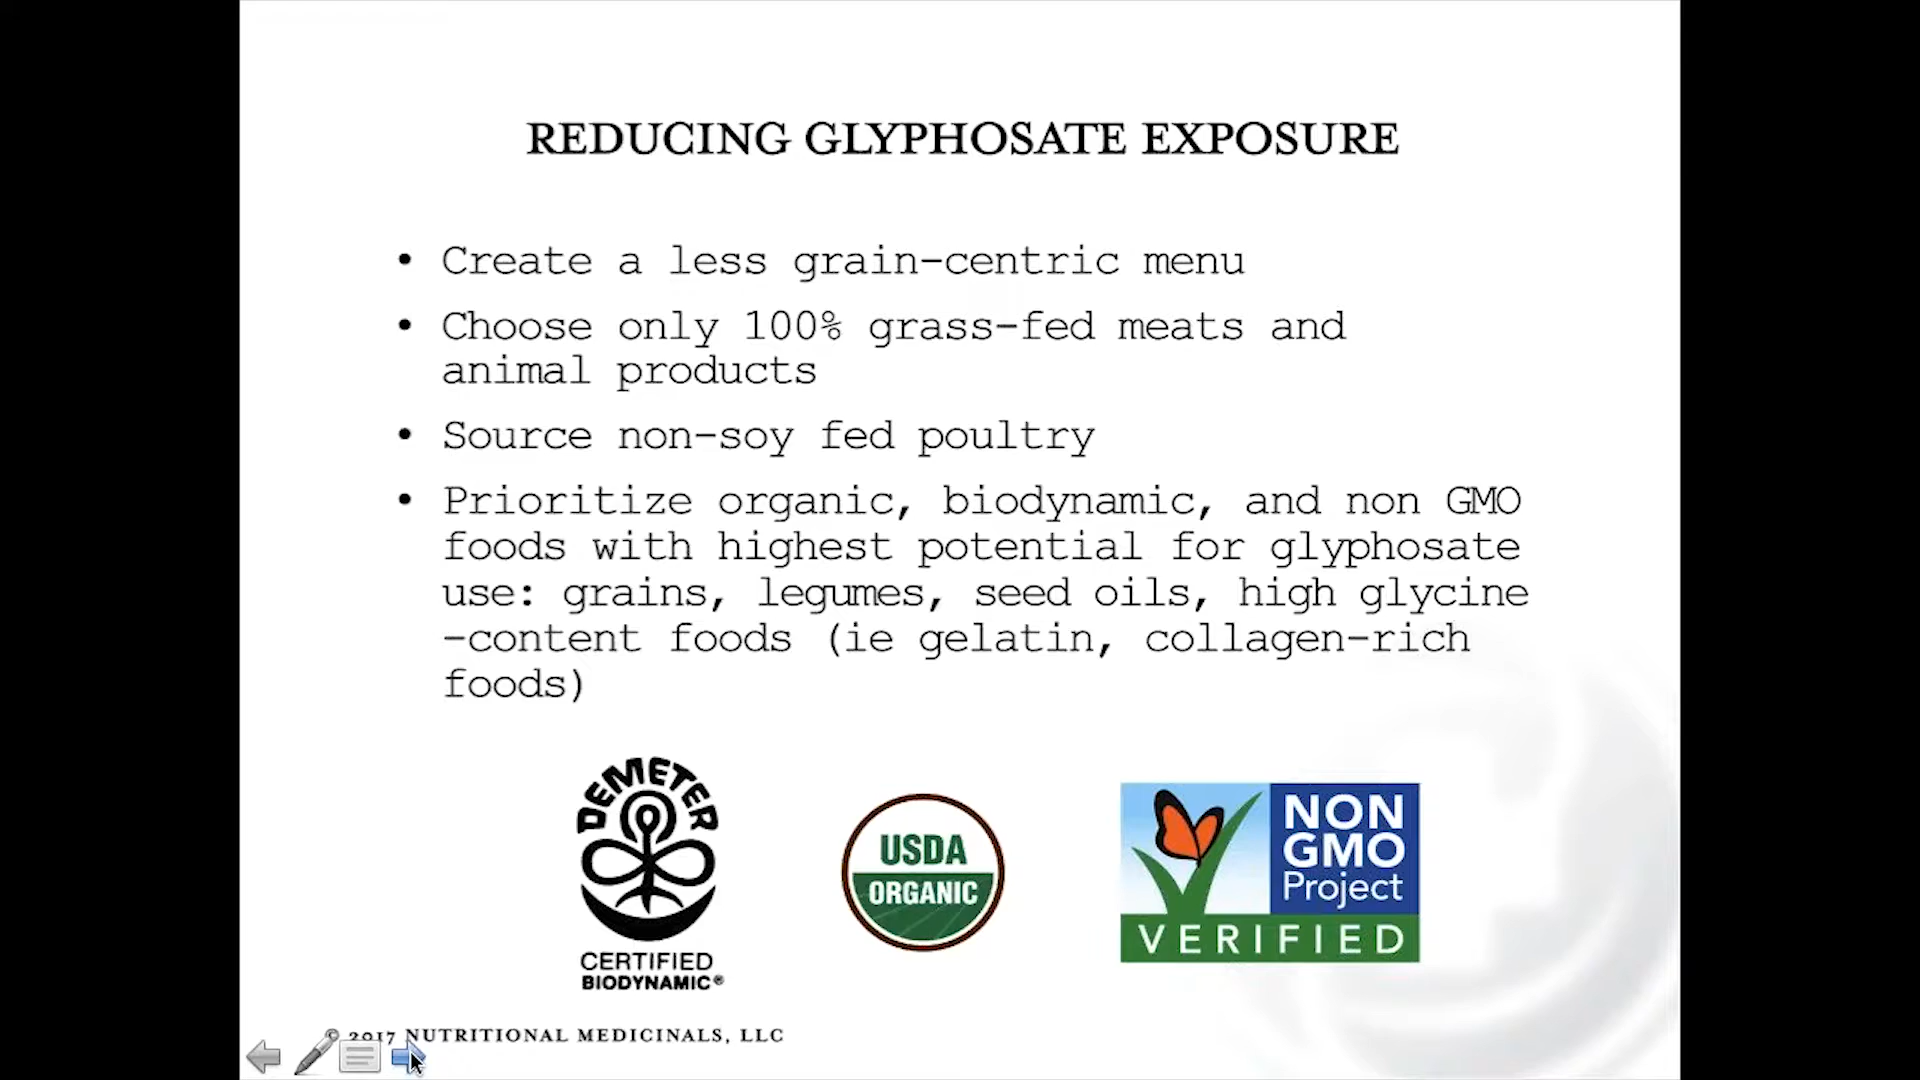 REDUCING GLYPHOSATE EXPOSURE
• Create a less grain-centric menu
• Choose only 100% grass-fed meats and
animal products
• Source non-soy fed poultry
• Prioritize organic, biodynamic, and non GMO
foods with highest potential for glyphosate
use: grains, legumes, seed oils, high glycine
-content foods (ie gelatin, collagen-rich
foods)
DEMETER
CERTIFIED
BIODYNAMIC®
USDA
ORGANIC
NON
GMO
Project
VERIFIED
© 2017 NUTRITIONAL MEDICINALS, LLC